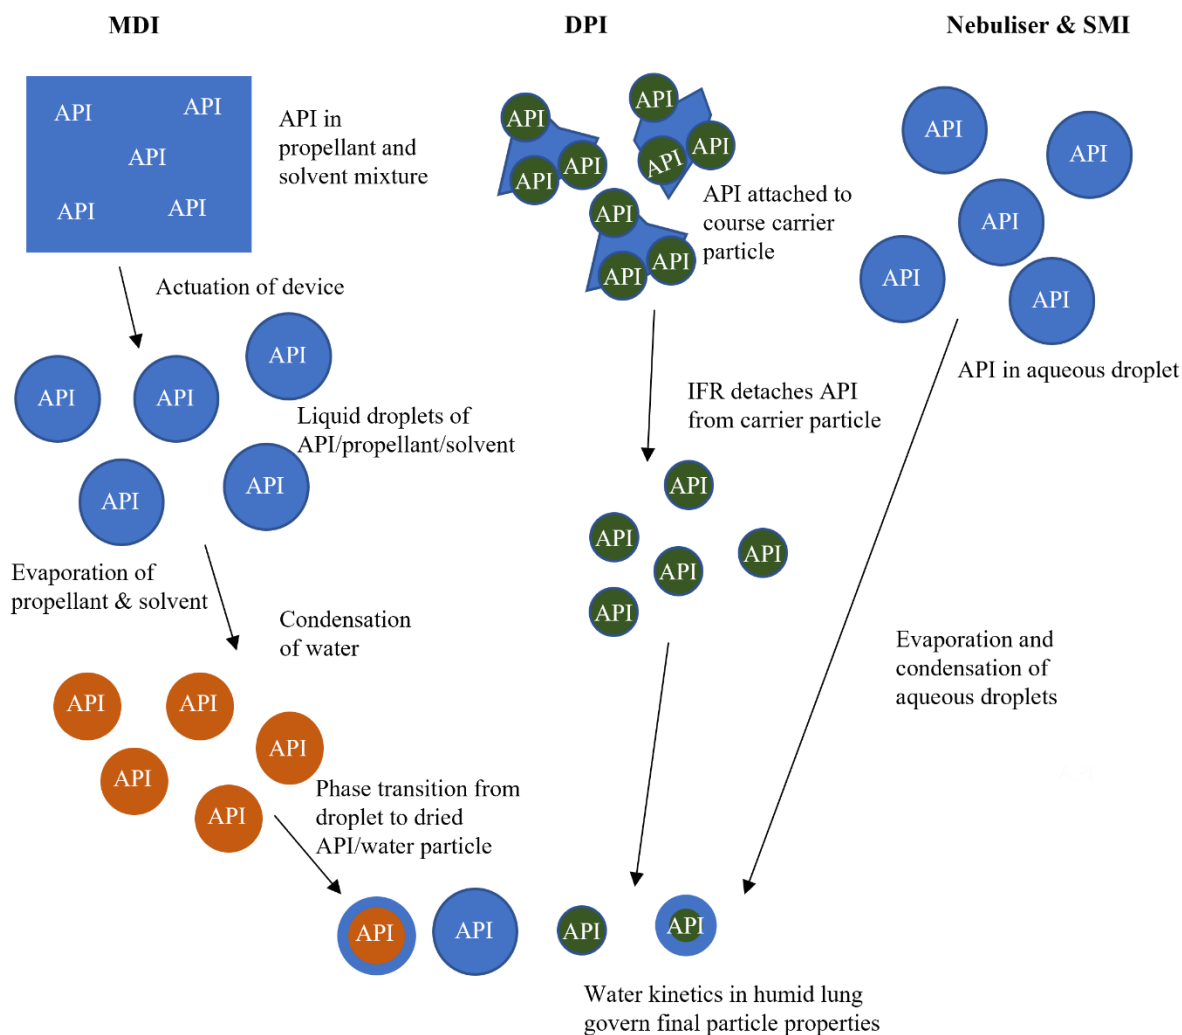 MDI
DPI
Nebuliser & SMI
API
API
API
API
API
API in
propellant and
solvent mixture
Actuation of device
API
API
API
API
API
Liquid droplets of
API/propellant/solvent
Evaporation of
propellant & solvent
Condensation
of water
API
API
API
API
API
Phase transition from
droplet to dried
API/water particle
API
API
API
API
API
API
API
API
API
API attached to
course carrier
particle
IFR detaches API
from carrier particle
API
API
API
API
API
API
API
API
API
API
API in aqueous droplet
Evaporation and
condensation of
aqueous droplets
API
API
API
API
Water kinetics in humid lung
govern final particle properties